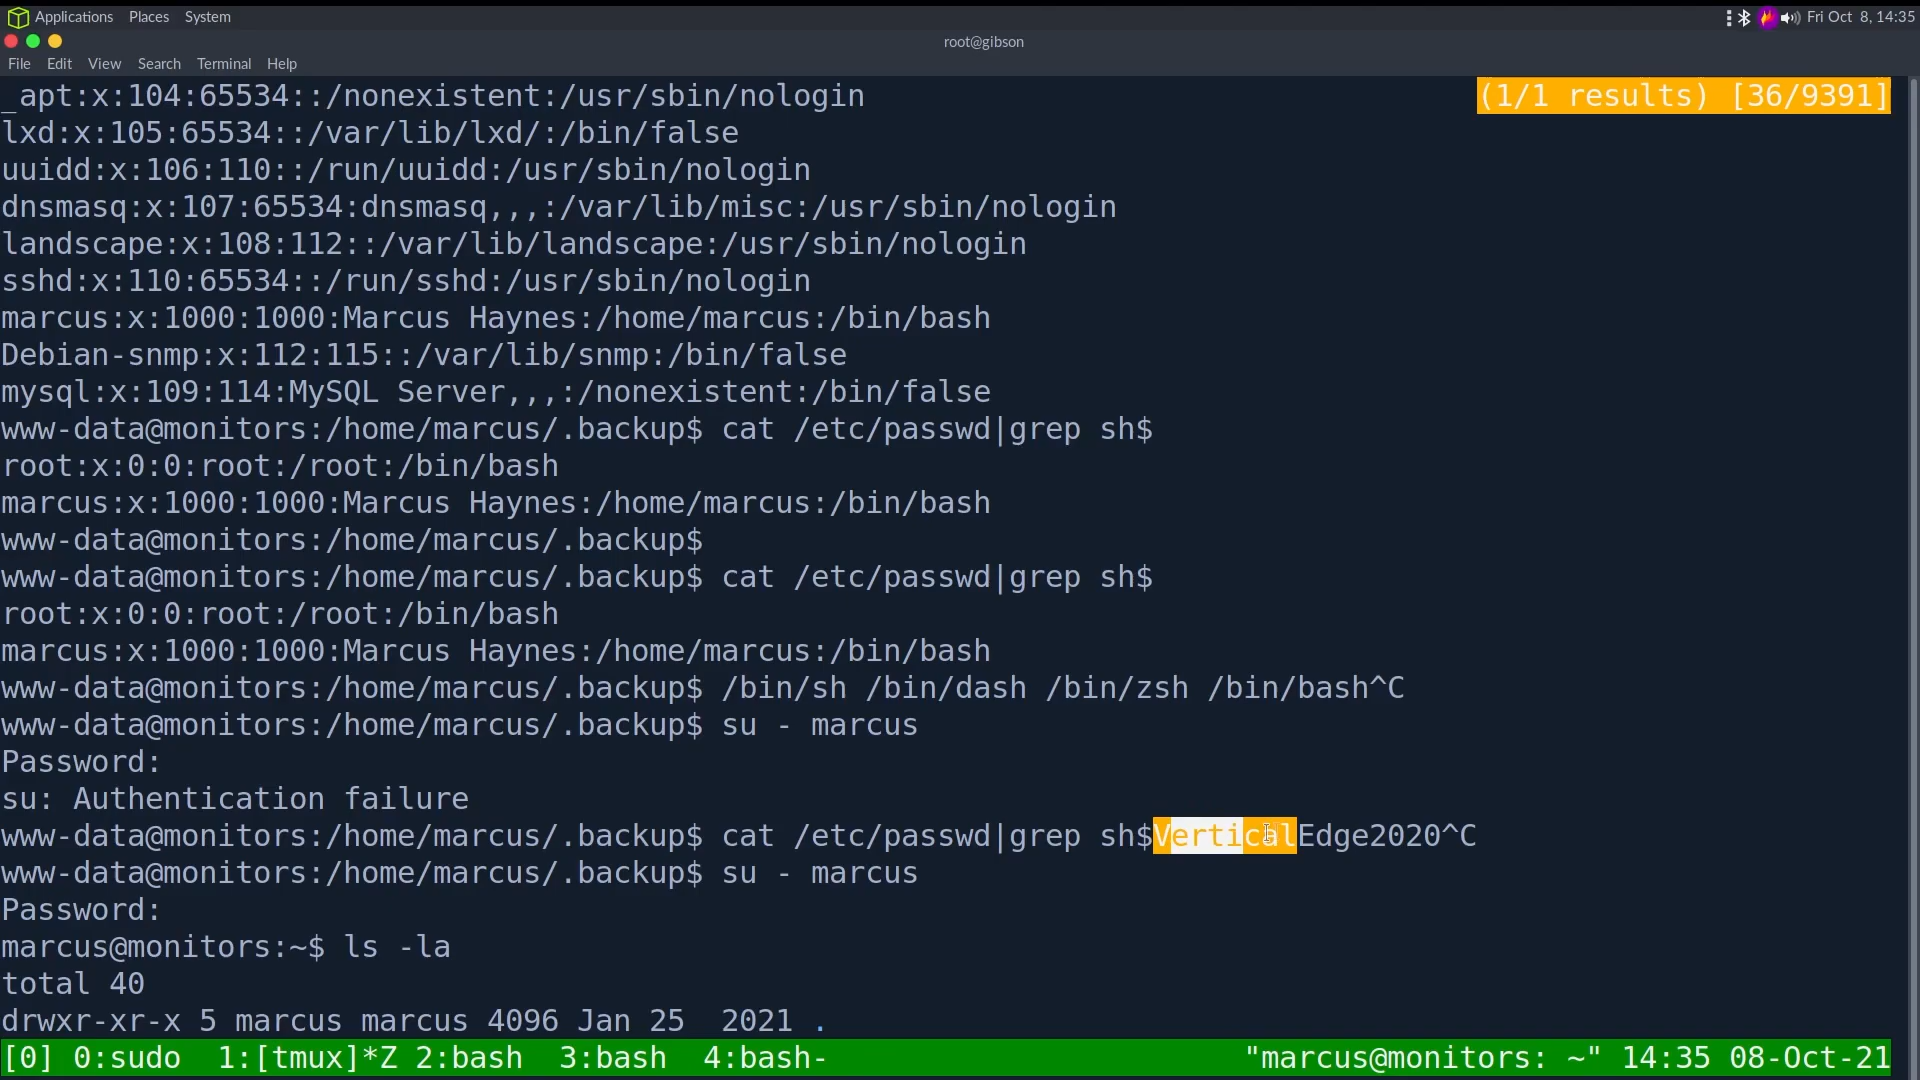 Applications Places System Fri Oct 8, 14:35
root@gibson
File Edit View Search Terminal Help
_apt:x:104:65534::/nonexistent:/usr/sbin/nologin (1/1 results) [36/9391]
lxd:x:105:65534::/var/lib/lxd/:/bin/false
uuidd:x:106:110::/run/uuidd:/usr/sbin/nologin
dnsmasq:x:107:65534:dnsmasq,,,:/var/lib/misc:/usr/sbin/nologin
landscape:x:108:112::/var/lib/landscape:/usr/sbin/nologin
sshd:x:110:65534::/run/sshd:/usr/sbin/nologin
marcus:x:1000:1000:Marcus Haynes:/home/marcus:/bin/bash
Debian-snmp:x:112:115::/var/lib/snmp:/bin/false
mysql:x:109:114:MySQL Server,,,:/nonexistent:/bin/false
www-data@monitors:/home/marcus/.backup$ cat /etc/passwd|grep sh$
root:x:0:0:root:/root:/bin/bash
marcus:x:1000:1000:Marcus Haynes:/home/marcus:/bin/bash
www-data@monitors:/home/marcus/.backup$
www-data@monitors:/home/marcus/.backup$ cat /etc/passwd|grep sh$
root:x:0:0:root:/root:/bin/bash
marcus:x:1000:1000:Marcus Haynes:/home/marcus:/bin/bash
www-data@monitors:/home/marcus/.backup$ /bin/sh /bin/dash /bin/zsh /bin/bash^C
www-data@monitors:/home/marcus/.backup$ su - marcus
Password:
su: Authentication failure
www-data@monitors:/home/marcus/.backup$ cat /etc/passwd|grep sh$VerticalEdge2020^C
www-data@monitors:/home/marcus/.backup$ su - marcus
Password:
marcus@monitors:~$ ls -la
total 40
drwxr-xr-x 5 marcus marcus 4096 Jan 25  2021 .
[0] 0:sudo  1:[tmux]*Z 2:bash  3:bash  4:bash- "marcus@monitors: ~" 14:35 08-Oct-21